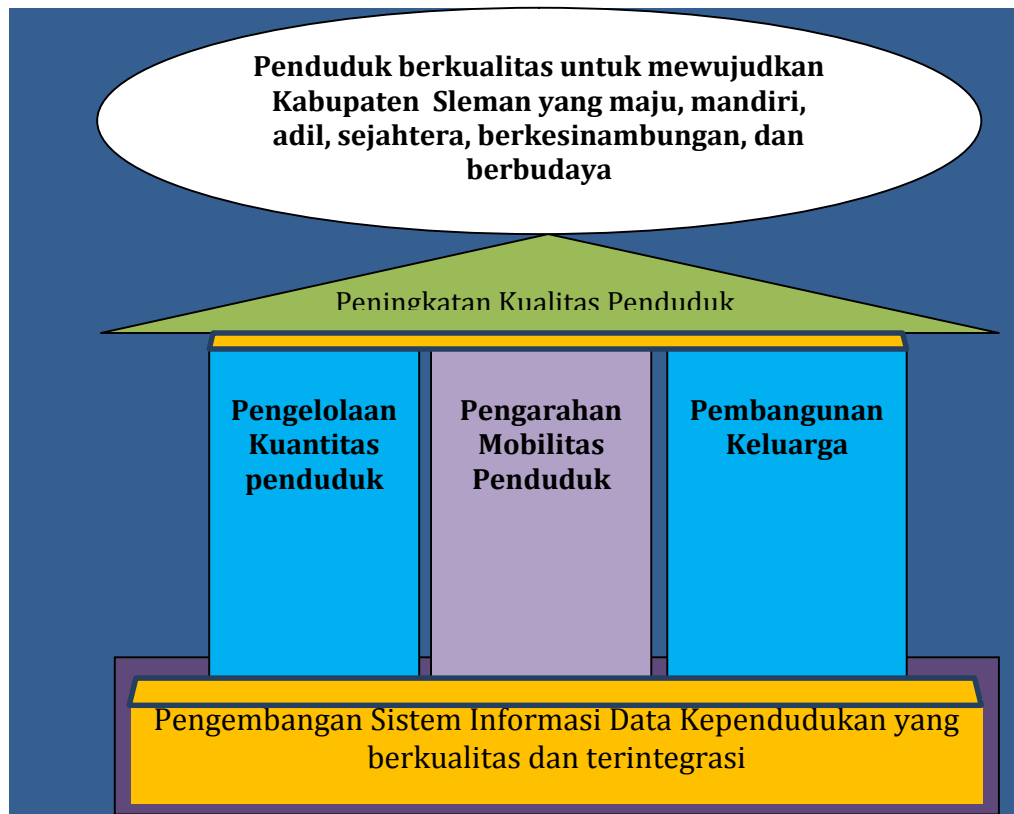 Penduduk berkualitas untuk mewujudkan
Kabupaten Sleman yang maju, mandiri,
adil, sejahtera, berkesinambungan, dan
berbudaya
Peningkatan Kualitas Penduduk
Pengelolaan
Kuantitas
penduduk
Pengarahan
Mobilitas
Penduduk
Pembangunan
Keluarga
Pengembangan Sistem Informasi Data Kependudukan yang
berkualitas dan terintegrasi